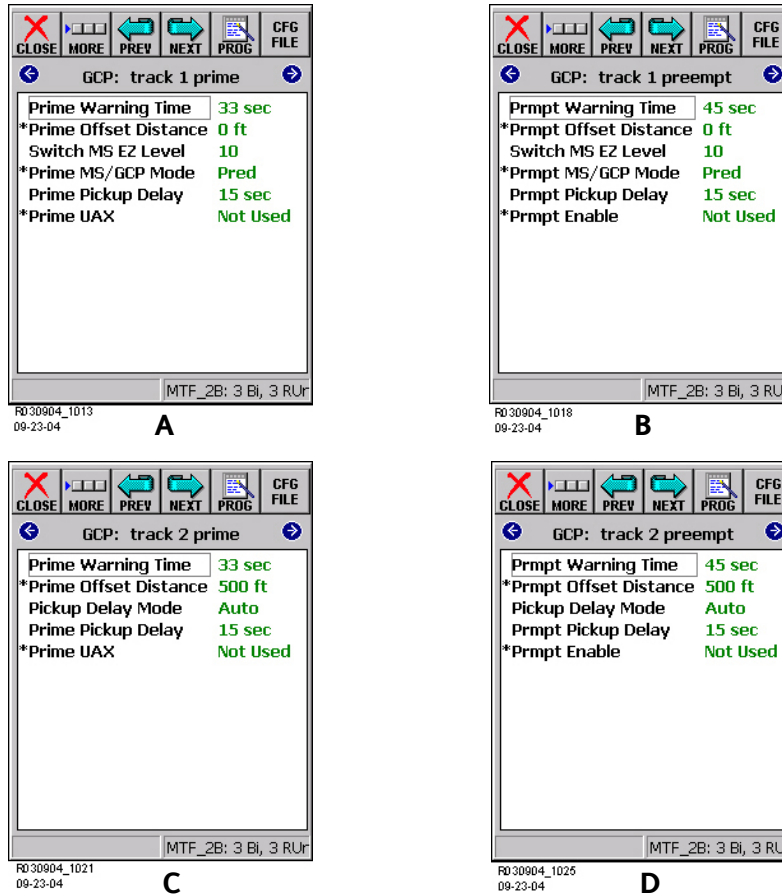 CLOSE MORE PREV NEXT PROG CFG FILE
GCP: track 1 prime
Prime Warning Time 33 sec
*Prime Offset Distance 0 ft
Switch MS EZ Level 10
*Prime MS/GCP Mode Pred
Prime Pickup Delay 15 sec
*Prime UAX Not Used
MTF_2B: 3 Bi, 3 RUr
R030904_1013
09-23-04
A
CLOSE MORE PREV NEXT PROG CFG FILE
GCP: track 1 preempt
Prmpt Warning Time 45 sec
*Prmpt Offset Distance 0 ft
Switch MS EZ Level 10
*Prmpt MS/GCP Mode Pred
Prmpt Pickup Delay 15 sec
*Prmpt Enable Not Used
MTF_2B: 3 Bi, 3 RU
R030904_1018
09-23-04
B
CLOSE MORE PREV NEXT PROG CFG FILE
GCP: track 2 prime
Prime Warning Time 33 sec
*Prime Offset Distance 500 ft
Pickup Delay Mode Auto
Prime Pickup Delay 15 sec
*Prime UAX Not Used
MTF_2B: 3 Bi, 3 RUr
R030904_1021
09-23-04
C
CLOSE MORE PREV NEXT PROG CFG FILE
GCP: track 2 preempt
Prmpt Warning Time 45 sec
*Prmpt Offset Distance 500 ft
Pickup Delay Mode Auto
Prmpt Pickup Delay 15 sec
*Prmpt Enable Not Used
MTF_2B: 3 Bi, 3 RU
R030904_1025
09-23-04
D